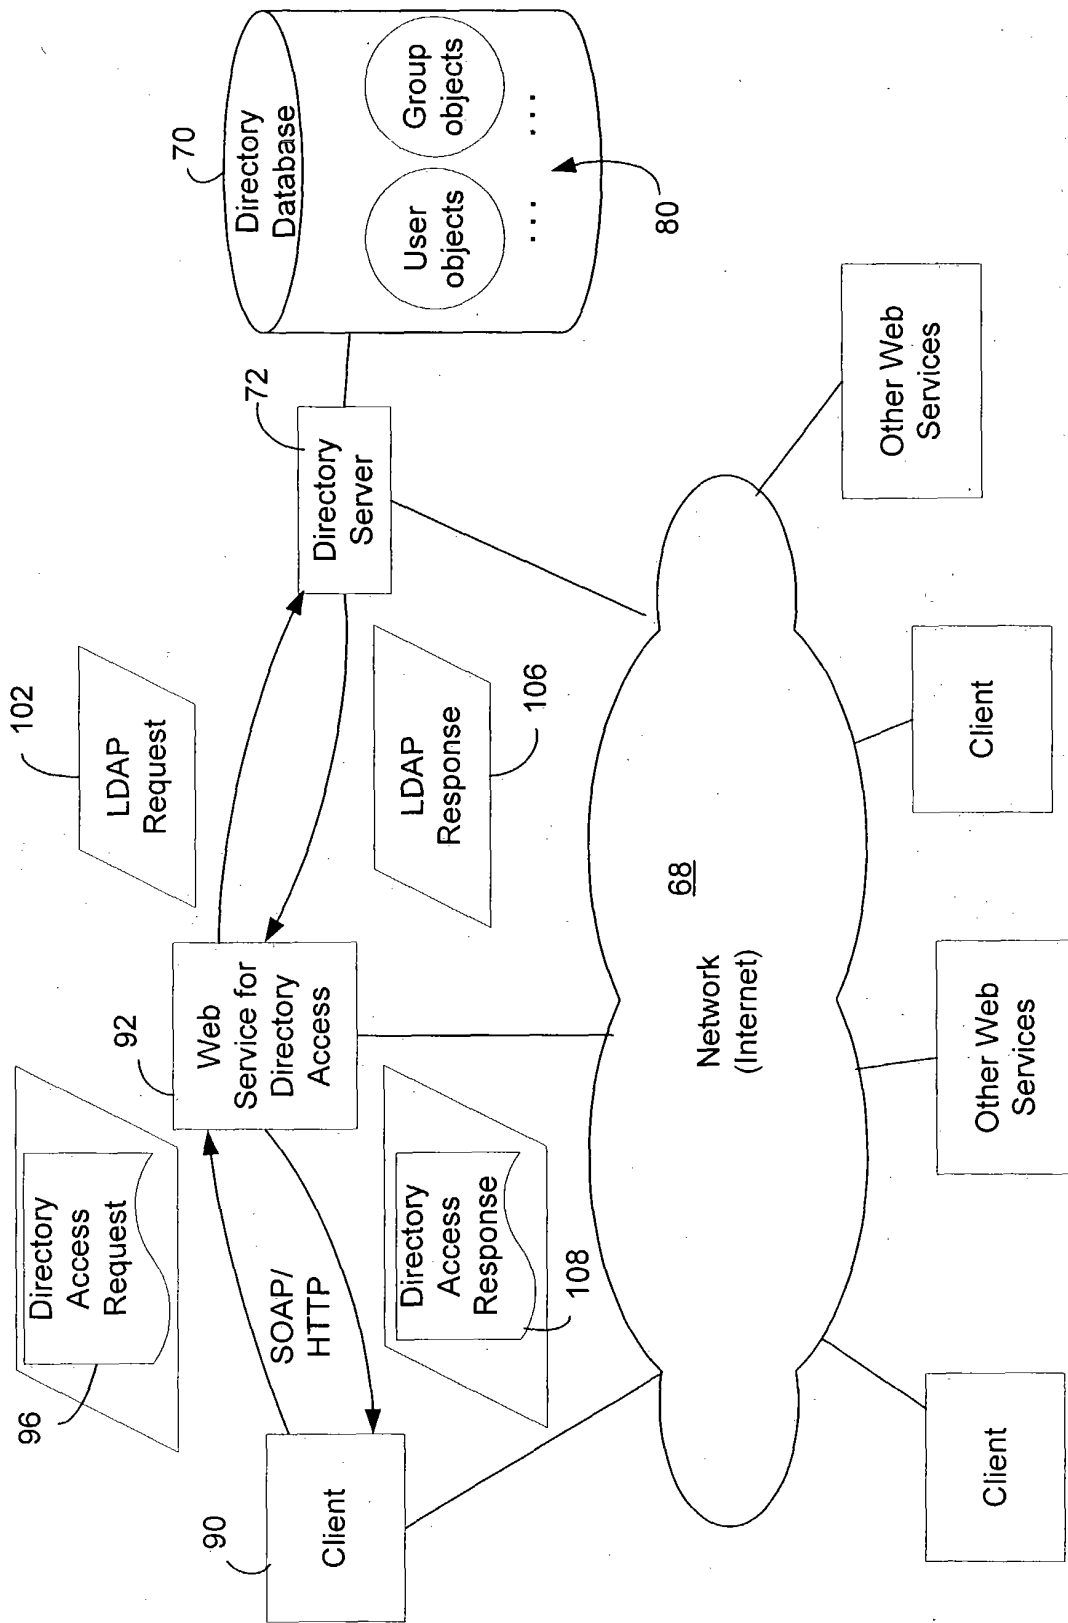 96
Directory
Access
Request
92
Web
Service for
Directory
Access
102
LDAP
Request
72
Directory
Server
70
Directory
Database
User
objects
Group
objects
... ...
80
90
Client
SOAP/
HTTP
Directory
Access
Response
108
LDAP
Response
106
68
Network
(Internet)
Client
Other Web
Services
Client
Other Web
Services